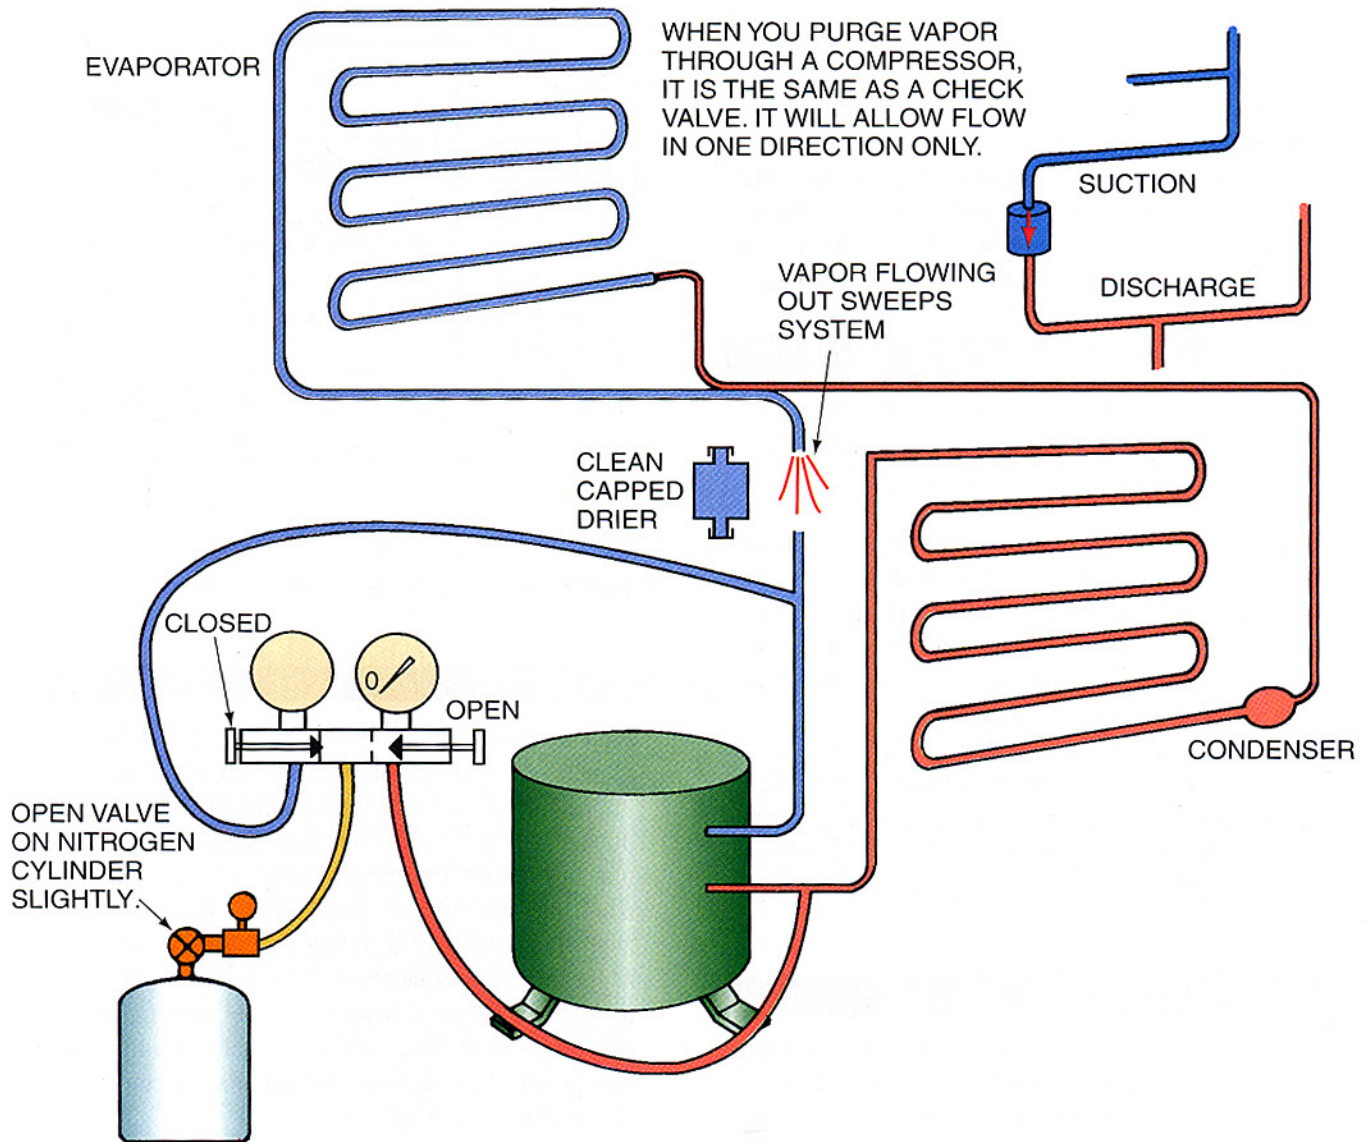 EVAPORATOR
WHEN YOU PURGE VAPOR
THROUGH A COMPRESSOR,
IT IS THE SAME AS A CHECK
VALVE. IT WILL ALLOW FLOW
IN ONE DIRECTION ONLY.
SUCTION
DISCHARGE
VAPOR FLOWING
OUT SWEEPS
SYSTEM
CLEAN
CAPPED
DRIER
CLOSED
0
OPEN
CONDENSER
OPEN VALVE
ON NITROGEN
CYLINDER
SLIGHTLY.